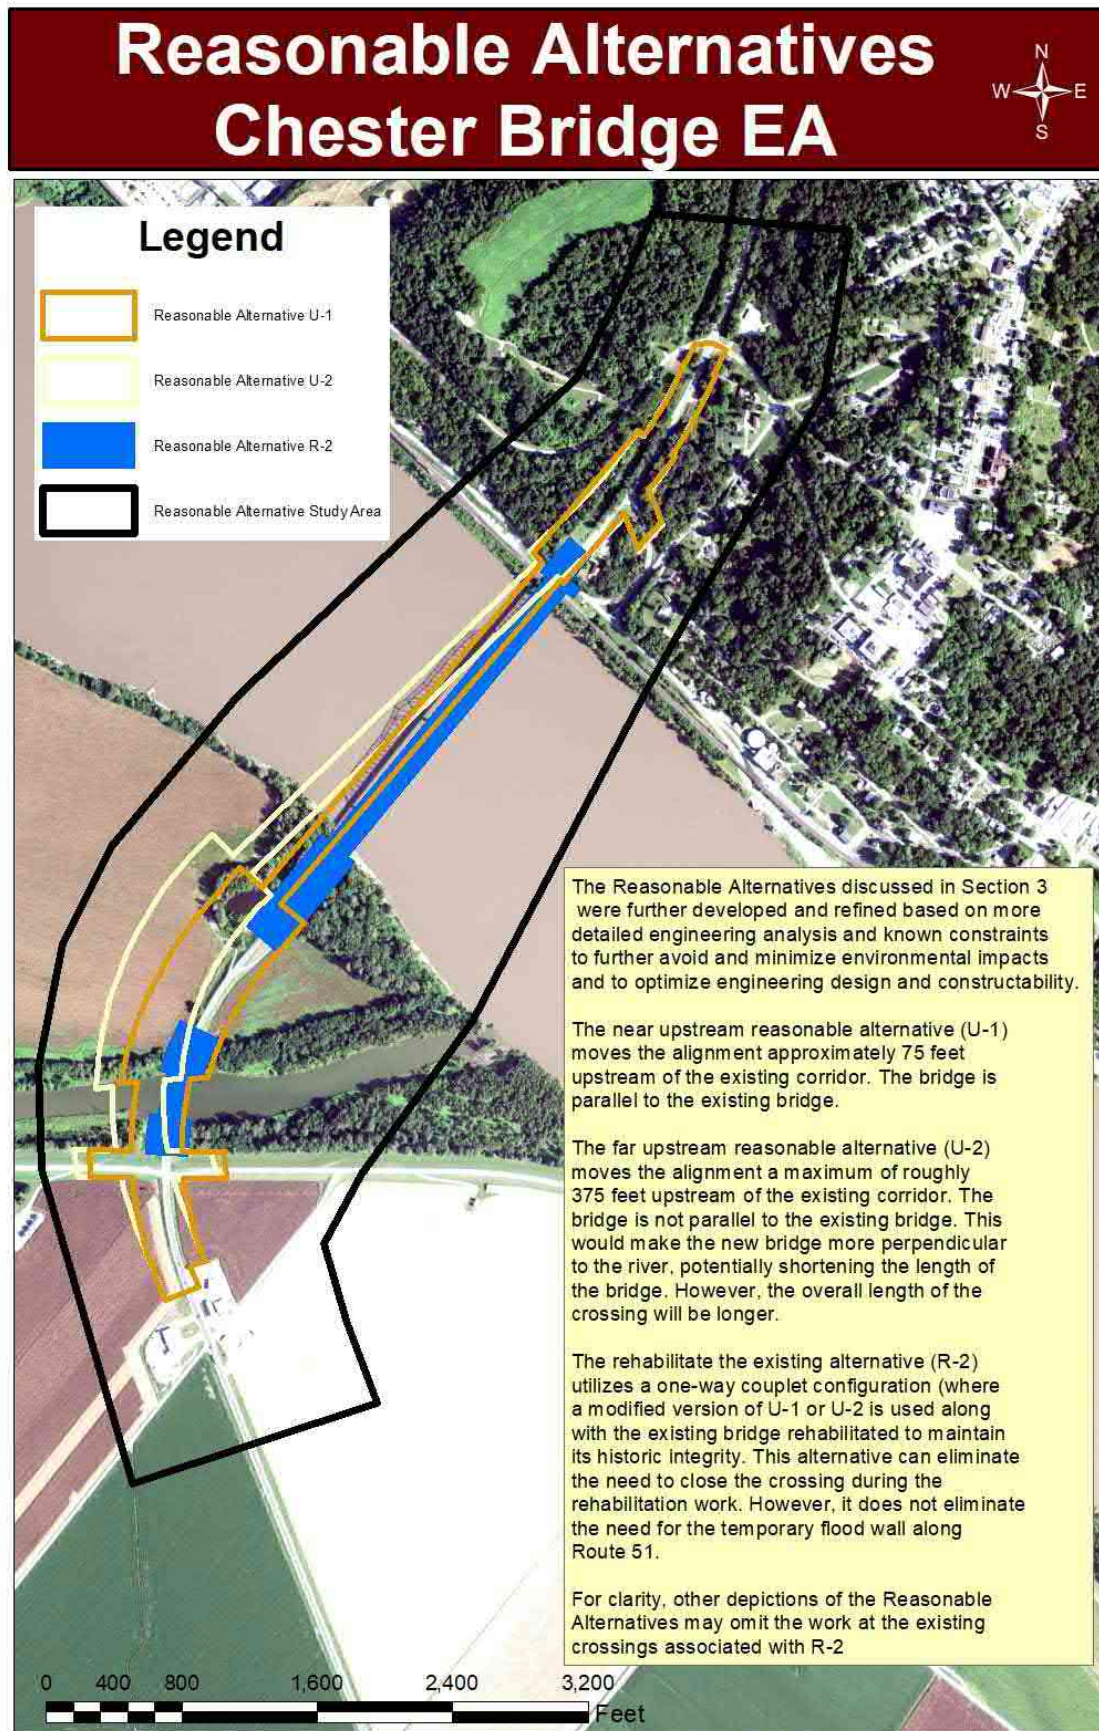 Reasonable Alternatives
Chester Bridge EA
N
W E
S
Legend
Reasonable Alternative U-1
Reasonable Alternative U-2
Reasonable Alternative R-2
Reasonable Alternative Study Area
The Reasonable Alternatives discussed in Section 3
were further developed and refined based on more
detailed engineering analysis and known constraints
to further avoid and minimize environmental impacts
and to optimize engineering design and constructability.
The near upstream reasonable alternative (U-1)
moves the alignment approximately 75 feet
upstream of the existing corridor. The bridge is
parallel to the existing bridge.
The far upstream reasonable alternative (U-2)
moves the alignment a maximum of roughly
375 feet upstream of the existing corridor. The
bridge is not parallel to the existing bridge. This
would make the new bridge more perpendicular
to the river, potentially shortening the length of
the bridge. However, the overall length of the
crossing will be longer.
The rehabilitate the existing alternative (R-2)
utilizes a one-way couplet configuration (where
a modified version of U-1 or U-2 is used along
with the existing bridge rehabilitated to maintain
its historic integrity. This alternative can eliminate
the need to close the crossing during the
rehabilitation work. However, it does not eliminate
the need for the temporary flood wall along
Route 51.
For clarity, other depictions of the Reasonable
Alternatives may omit the work at the existing
crossings associated with R-2
0 400 800 1,600 2,400 3,200
Feet